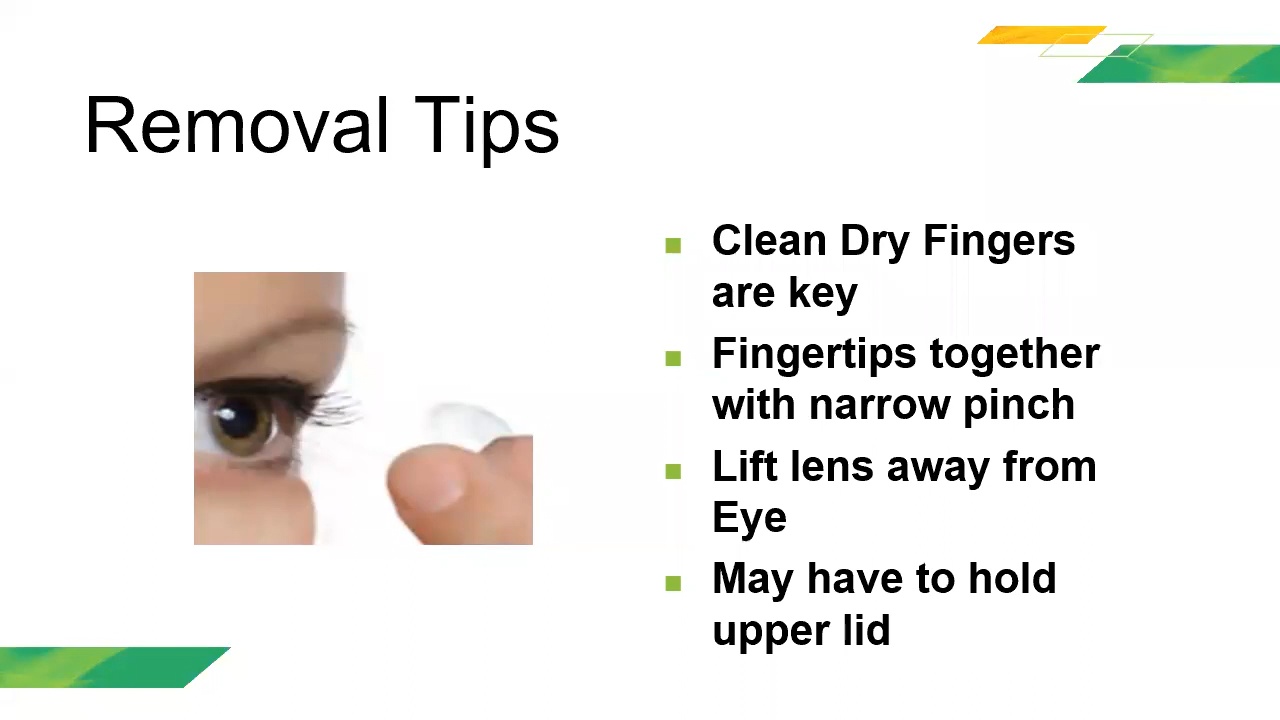 Removal Tips
Clean Dry Fingers
are key
Fingertips together
with narrow pinch
Lift lens away from
Eye
May have to hold
upper lid